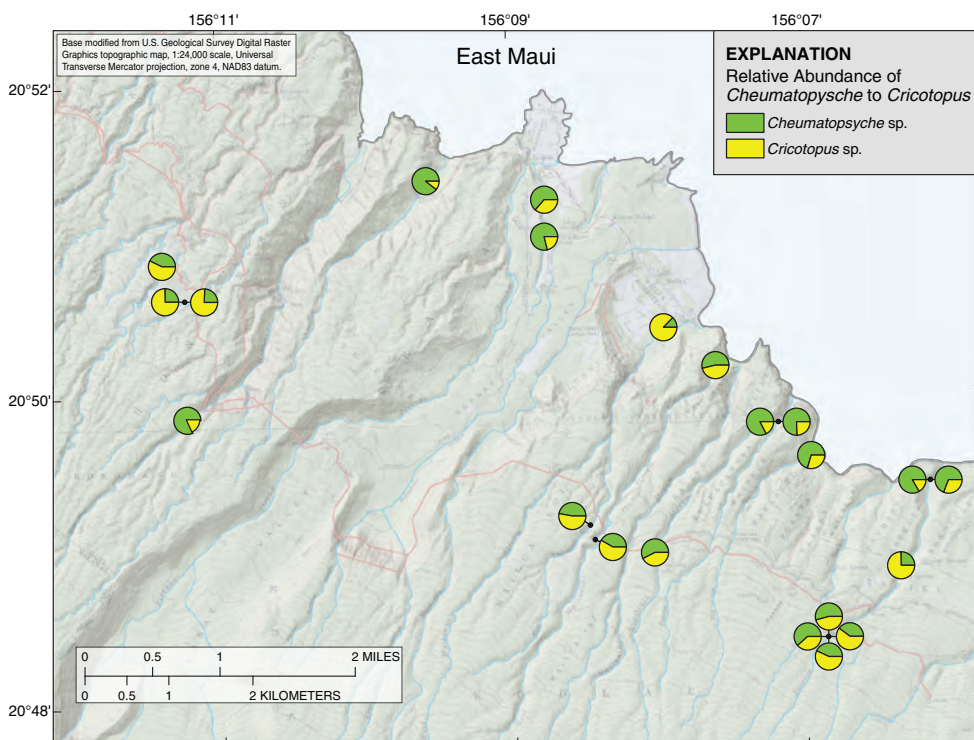 156°11'
156°09'
156°07'
Base modified from U.S. Geological Survey Digital Raster
Graphics topographic map, 1:24,000 scale, Universal
Transverse Mercator projection, zone 4, NAD83 datum.
East Maui
EXPLANATION
Relative Abundance of
Cheumatopysche to Cricotopus
Cheumatopsyche sp.
Cricotopus sp.
20°52'
20°50'
20°48'
0 0.5 1 2 MILES
0 0.5 1 2 KILOMETERS